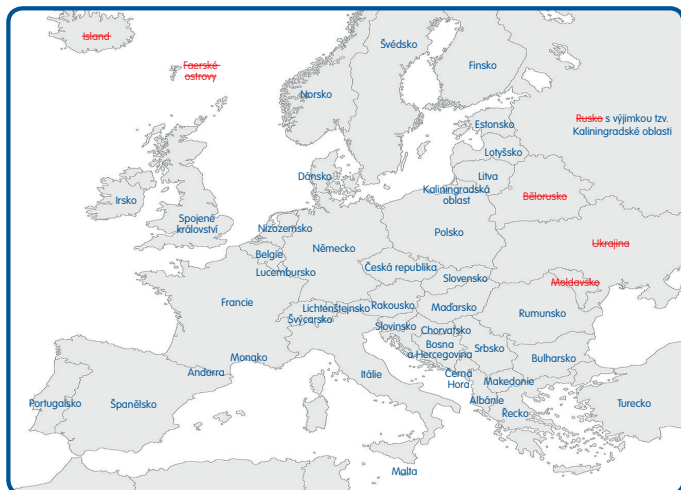 Island
Švédsko
Faerské
ostrovy
Finsko
Norsko
Rusko s výjimkou tzv.
Kaliningradské oblasti
Estonsko
Lotyšsko
Dánsko
Litva
Kaliningradská
oblast
Bělorusko
Irsko
Spojené
království
Nizozemsko
Polsko
Německo
Ukrajina
Belgie
Lucembursko
Česká republika
Slovensko
Moldavsko
Francie
Lichtenštejnsko
Rakousko
Maďarsko
Rumunsko
Švýcarsko
Slovinsko
Chorvatsko
Bosna
a Hercegovina
Srbsko
Monako
Bulharsko
Andorra
Itálie
Černá
Hora
Makedonie
Portugalsko
Španělsko
Albánie
Řecko
Turecko
Malta